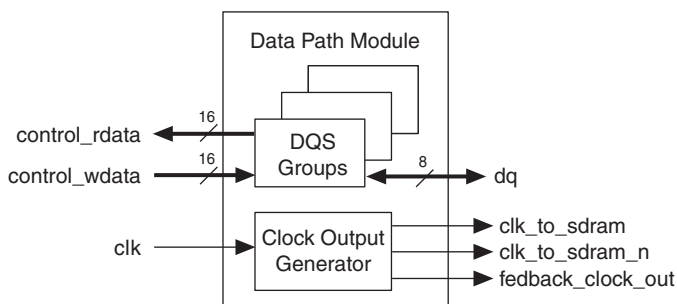 Data Path Module
control_rdata
16
DQS
Groups
control_wdata
16
8
dq
clk
Clock Output
Generator
clk_to_sdram
clk_to_sdram_n
fedback_clock_out